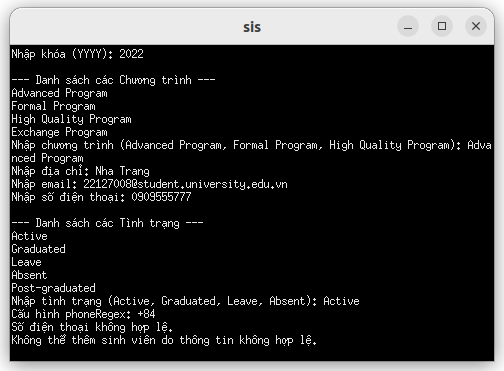 sis
Nhập khóa (YYYY): 2022
--- Danh sách các Chương trình ---
Advanced Program
Formal Program
High Quality Program
Exchange Program
Nhập chương trình (Advanced Program, Formal Program, High Quality Program): Adva
nced Program
Nhập địa chỉ: Nha Trang
Nhập email: 22127008@student.university.edu.vn
Nhập số điện thoại: 0909555777
--- Danh sách các Tình trạng ---
Active
Graduated
Leave
Absent
Post-graduated
Nhập tình trạng (Active, Graduated, Leave, Absent): Active
Cấu hình phoneRegex: +84
Số điện thoại không hợp lệ.
Không thể thêm sinh viên do thông tin không hợp lệ.